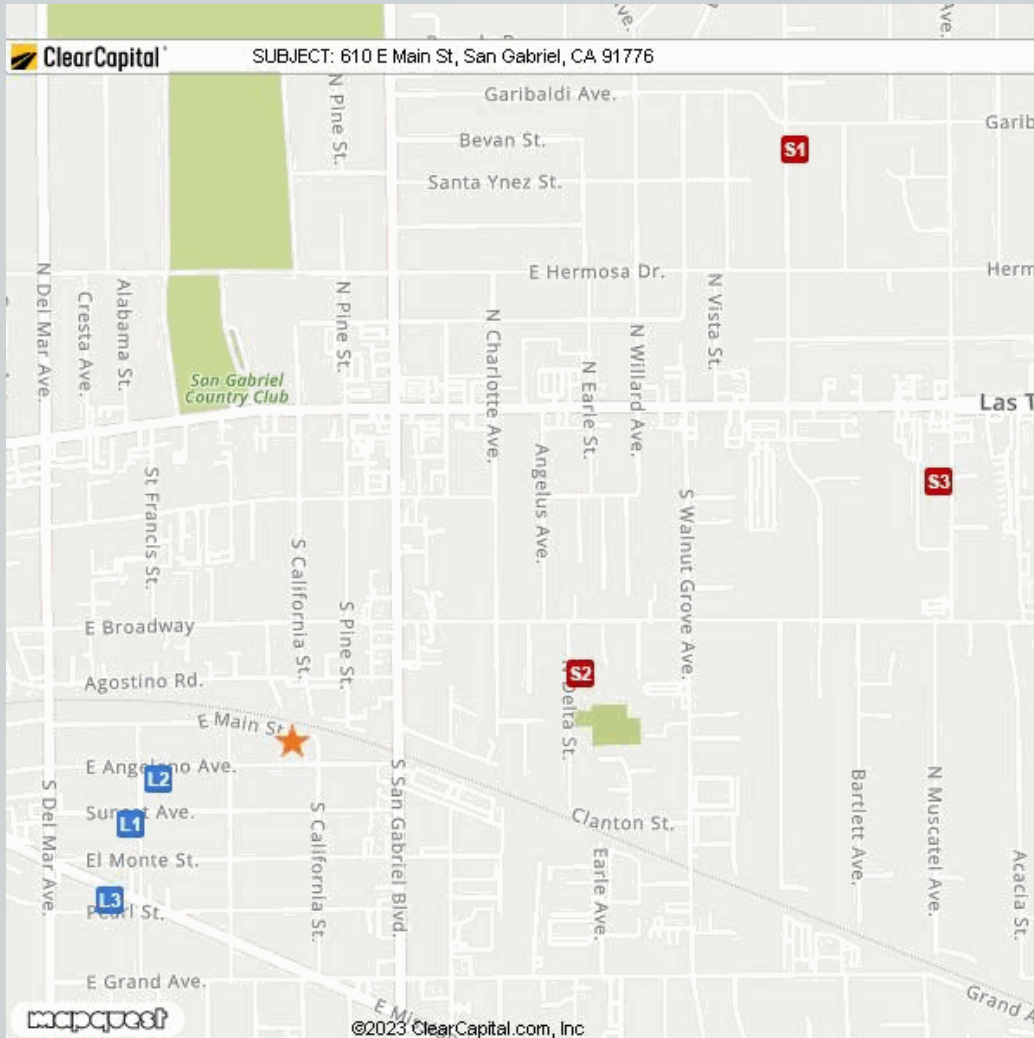 ClearCapital
SUBJECT: 610 E Main St, San Gabriel, CA 91776
Ave.
Ave.
N Pine St.
Garibaldi Ave.
Garib
Bevan St.
S1
Santa Ynez St.
E Hermosa Dr.
Herm
N Del Mar Ave.
Cresta Ave.
Alabama St.
N Pine St.
N Charlotte Ave.
N Earle St.
N Willard Ave.
N Vista St.
San Gabriel
Country Club
Las T
St Francis St.
Angelus Ave.
S3
S California St.
S Walnut Grove Ave.
S Pine St.
E Broadway
Agostino Rd.
S2
Delta St.
E Main St.
E Angeleno Ave.
L2
Sunset Ave.
L1
El Monte St.
L3
Pearl St.
S Del Mar Ave.
S California St.
S San Gabriel Blvd.
Clanton St.
Earle Ave.
Bartlett Ave.
N Muscatel Ave.
Acacia St.
E Grand Ave.
Grand A
mapquest
©2023 ClearCapital.com, Inc